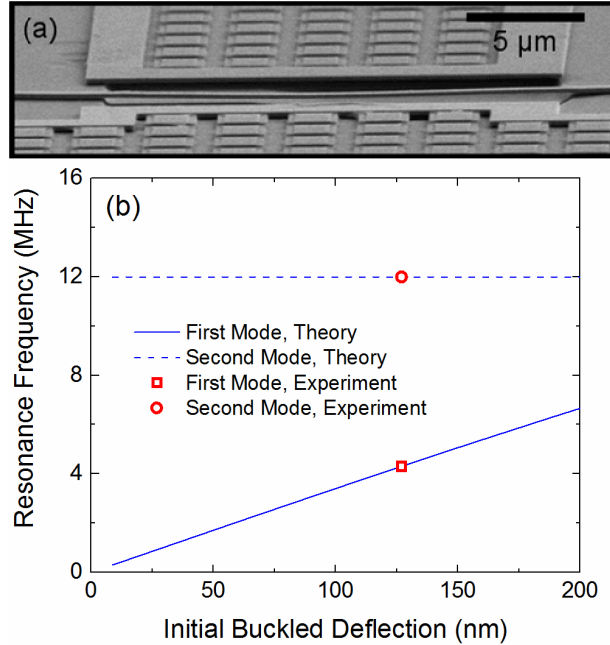 (a)
5 μm
(b)
16
12
8
4
0
Resonance Frequency (MHz)
First Mode, Theory
Second Mode, Theory
First Mode, Experiment
Second Mode, Experiment
0 50 100 150 200
Initial Buckled Deflection (nm)